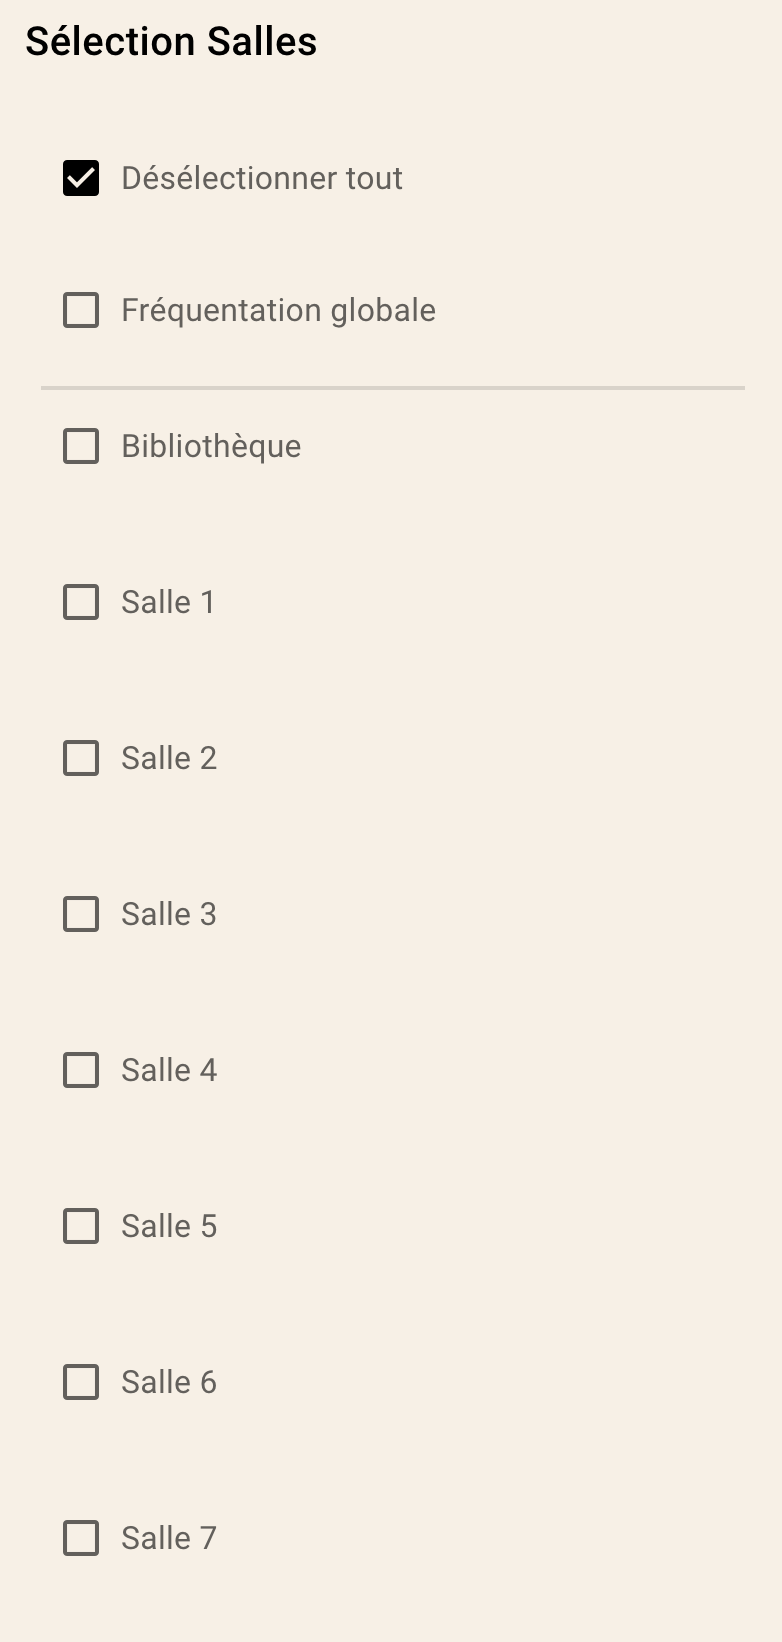 Sélection Salles
Désélectionner tout
Fréquentation globale
Bibliothèque
Salle 1
Salle 2
Salle 3
Salle 4
Salle 5
Salle 6
Salle 7